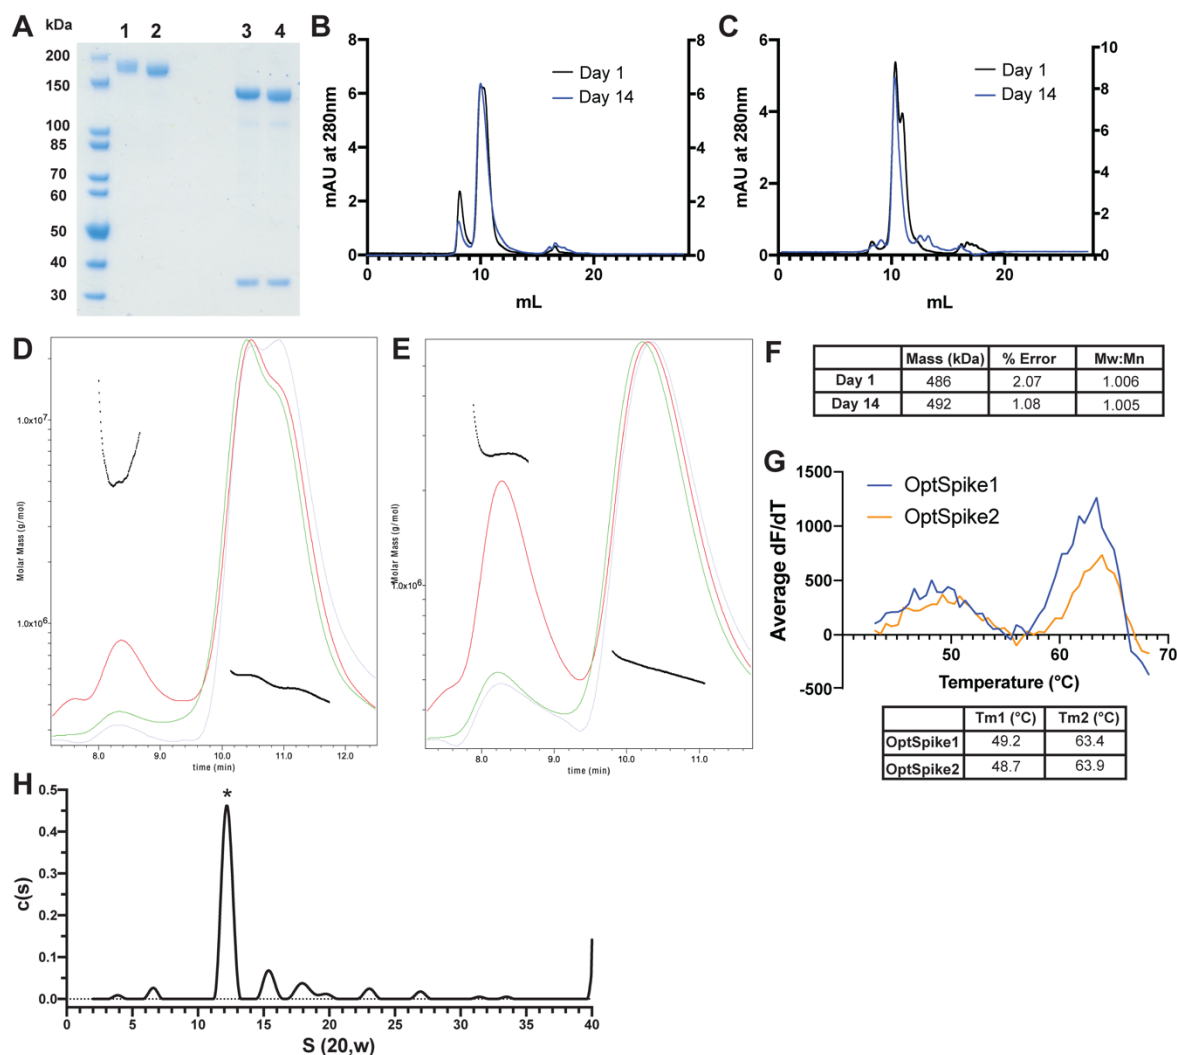 A
kDa
1
2
3
4
200
150
100
85
70
60
50
40
30
B
8
6
4
2
0
mAU at 280nm
Day 1
Day 14
8
6
4
2
0
0
10
20
mL
C
6
4
2
0
mAU at 280nm
Day 1
Day 14
10
8
6
4
2
0
0
10
20
mL
D
Molar Mass (g/mol)
1.0x10⁷
1.0x10⁶
8.0
9.0
10.0
11.0
12.0
time (min)
E
Molar Mass (g/mol)
1.0x10⁶
8.0
9.0
10.0
11.0
time (min)
F
Mass (kDa) % Error Mw:Mn
Day 1 486 2.07 1.006
Day 14 492 1.08 1.005
G
1500
1000
500
0
-500
Average dF/dT
OptSpike1
OptSpike2
50
60
70
Temperature (°C)
Tm1 (°C) Tm2 (°C)
OptSpike1 49.2 63.4
OptSpike2 48.7 63.9
H
0.5
0.4
0.3
0.2
0.1
0.0
c(s)
*
0
5
10
15
20
25
30
35
40
S (20,w)